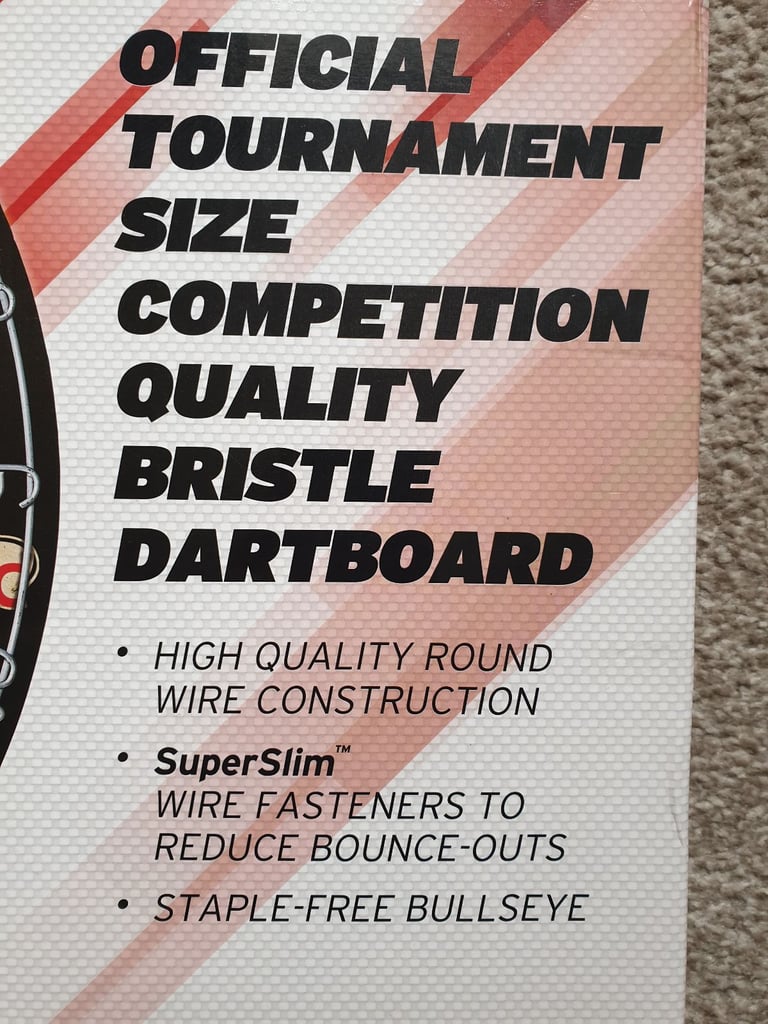 OFFICIAL
TOURNAMENT
SIZE
COMPETITION
QUALITY
BRISTLE
DARTBOARD
• HIGH QUALITY ROUND
WIRE CONSTRUCTION
• SuperSlim™
WIRE FASTENERS TO
REDUCE BOUNCE-OUTS
• STAPLE-FREE BULLSEYE